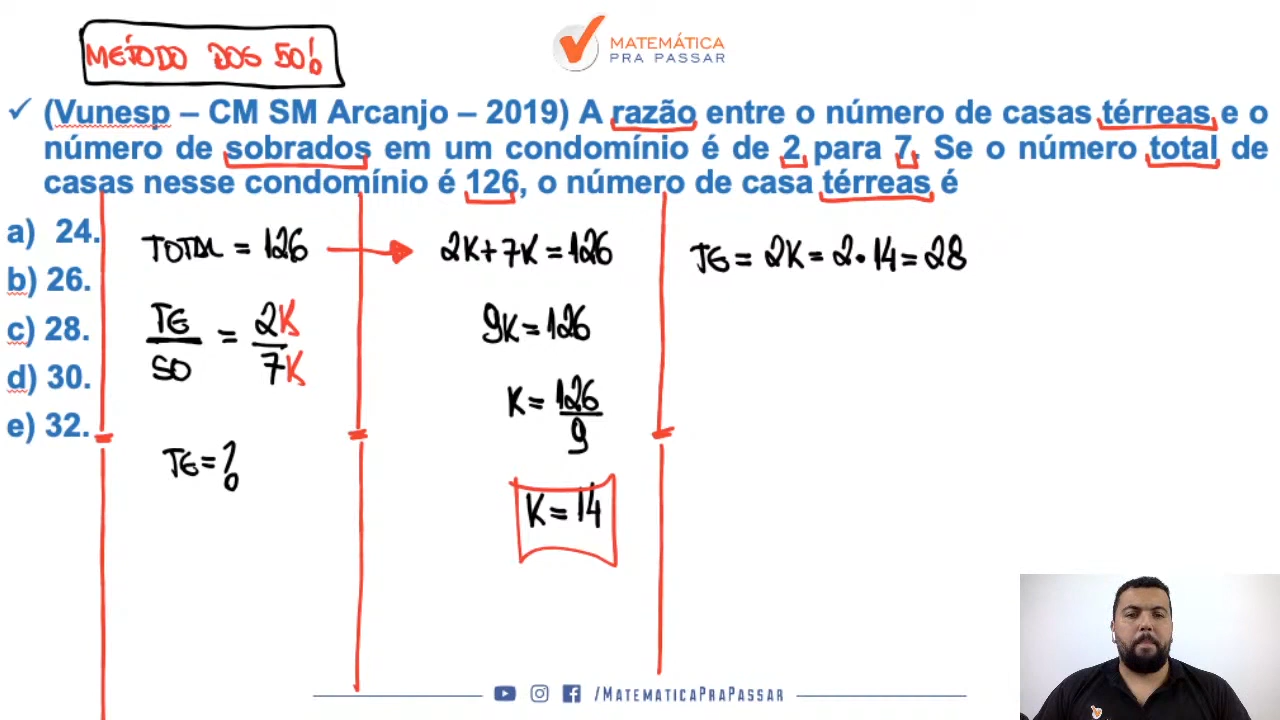 MÉTODO DOS 50!
MATEMÁTICA
PRA PASSAR
✓ (Vunesp – CM SM Arcanjo – 2019) A razão entre o número de casas térreas e o
número de sobrados em um condomínio é de 2 para 7. Se o número total de
casas nesse condomínio é 126, o número de casa térreas é
a) 24.
b) 26.
c) 28.
d) 30.
e) 32.
TOTAL = 126
TE/SO = 2K/7K
TE = ?
2K + 7K = 126
9K = 126
K = 126/9
K = 14
TE = 2K = 2 • 14 = 28
/MATEMATICAPRAPASSAR